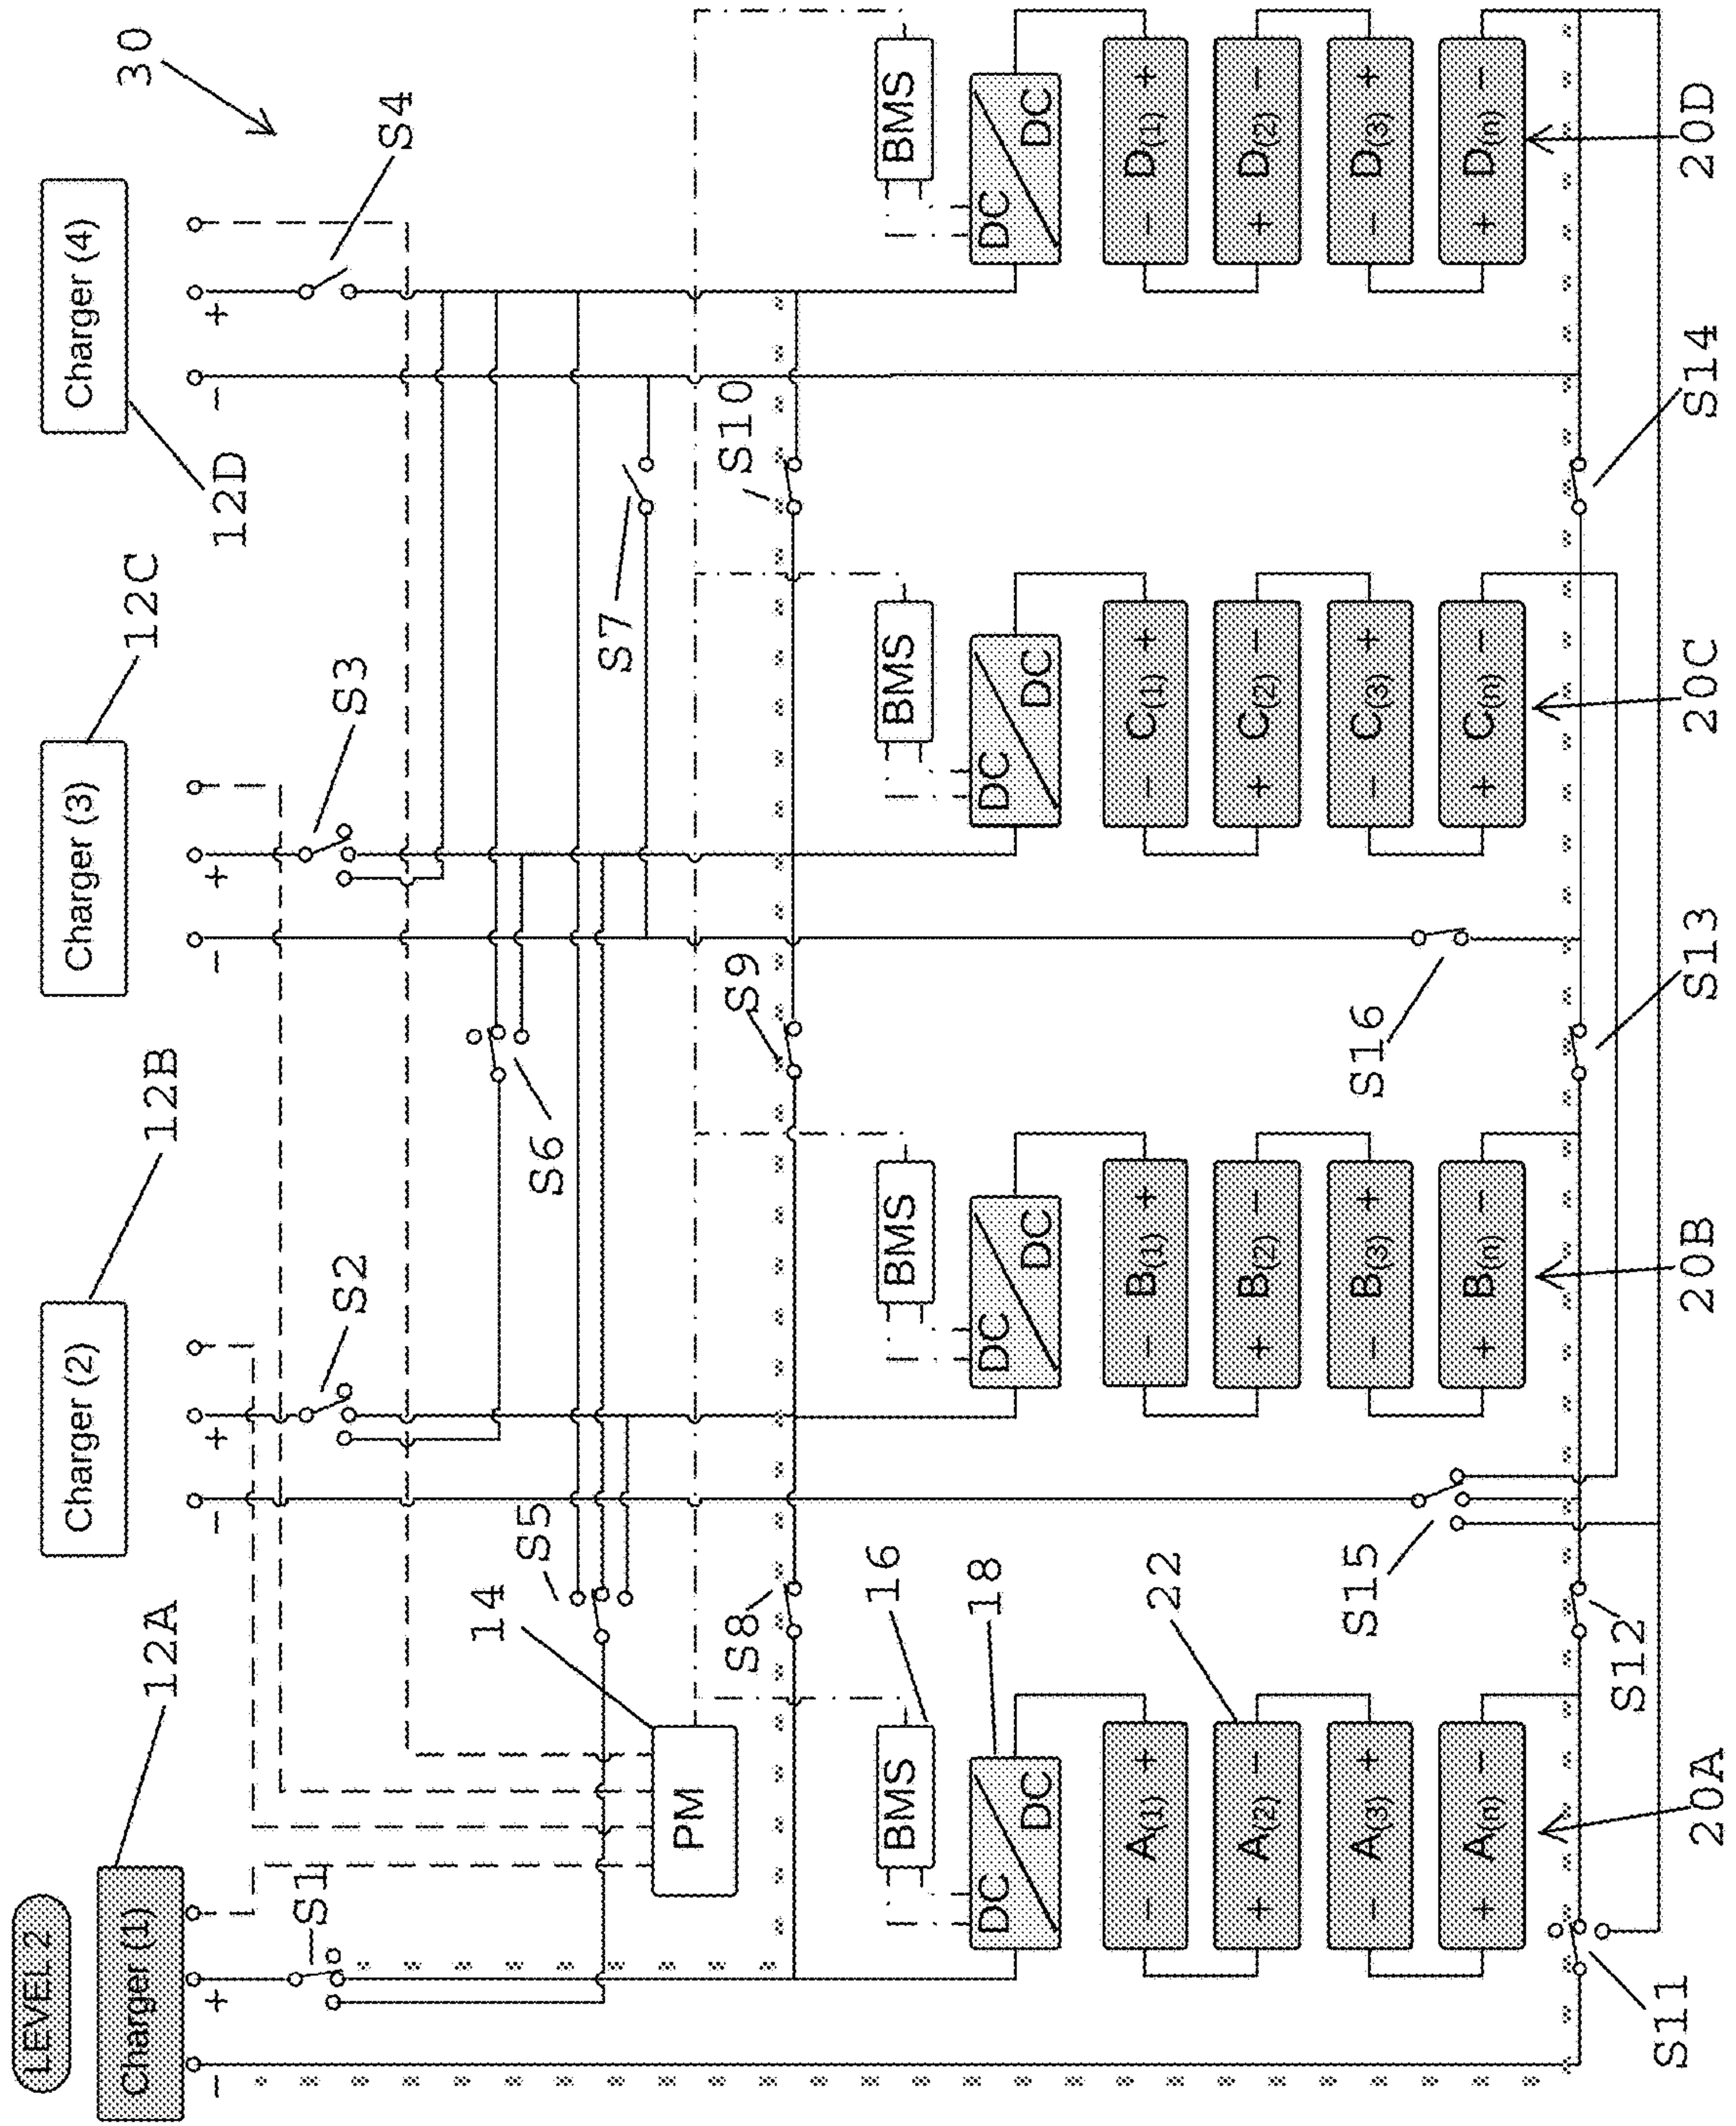 LEVEL 2
Charger (1)
12A
Charger (2)
12B
Charger (3)
12C
Charger (4)
12D
30
− +
− +
− +
− +
S1
S2
S3
S4
S5
S6
S7
14
PM
S8
S9
S10
BMS
16
BMS
BMS
BMS
DC
DC
18
DC
DC
DC
DC
DC
DC
− A(1) +
− B(1) +
− C(1) +
− D(1) +
+ A(2) −
22
+ B(2) −
+ C(2) −
+ D(2) −
− A(3) +
− B(3) +
− C(3) +
− D(3) +
+ A(n) −
+ B(n) −
+ C(n) −
+ D(n) −
S15
S16
S11
20A
S12
20B
S13
20C
S14
20D